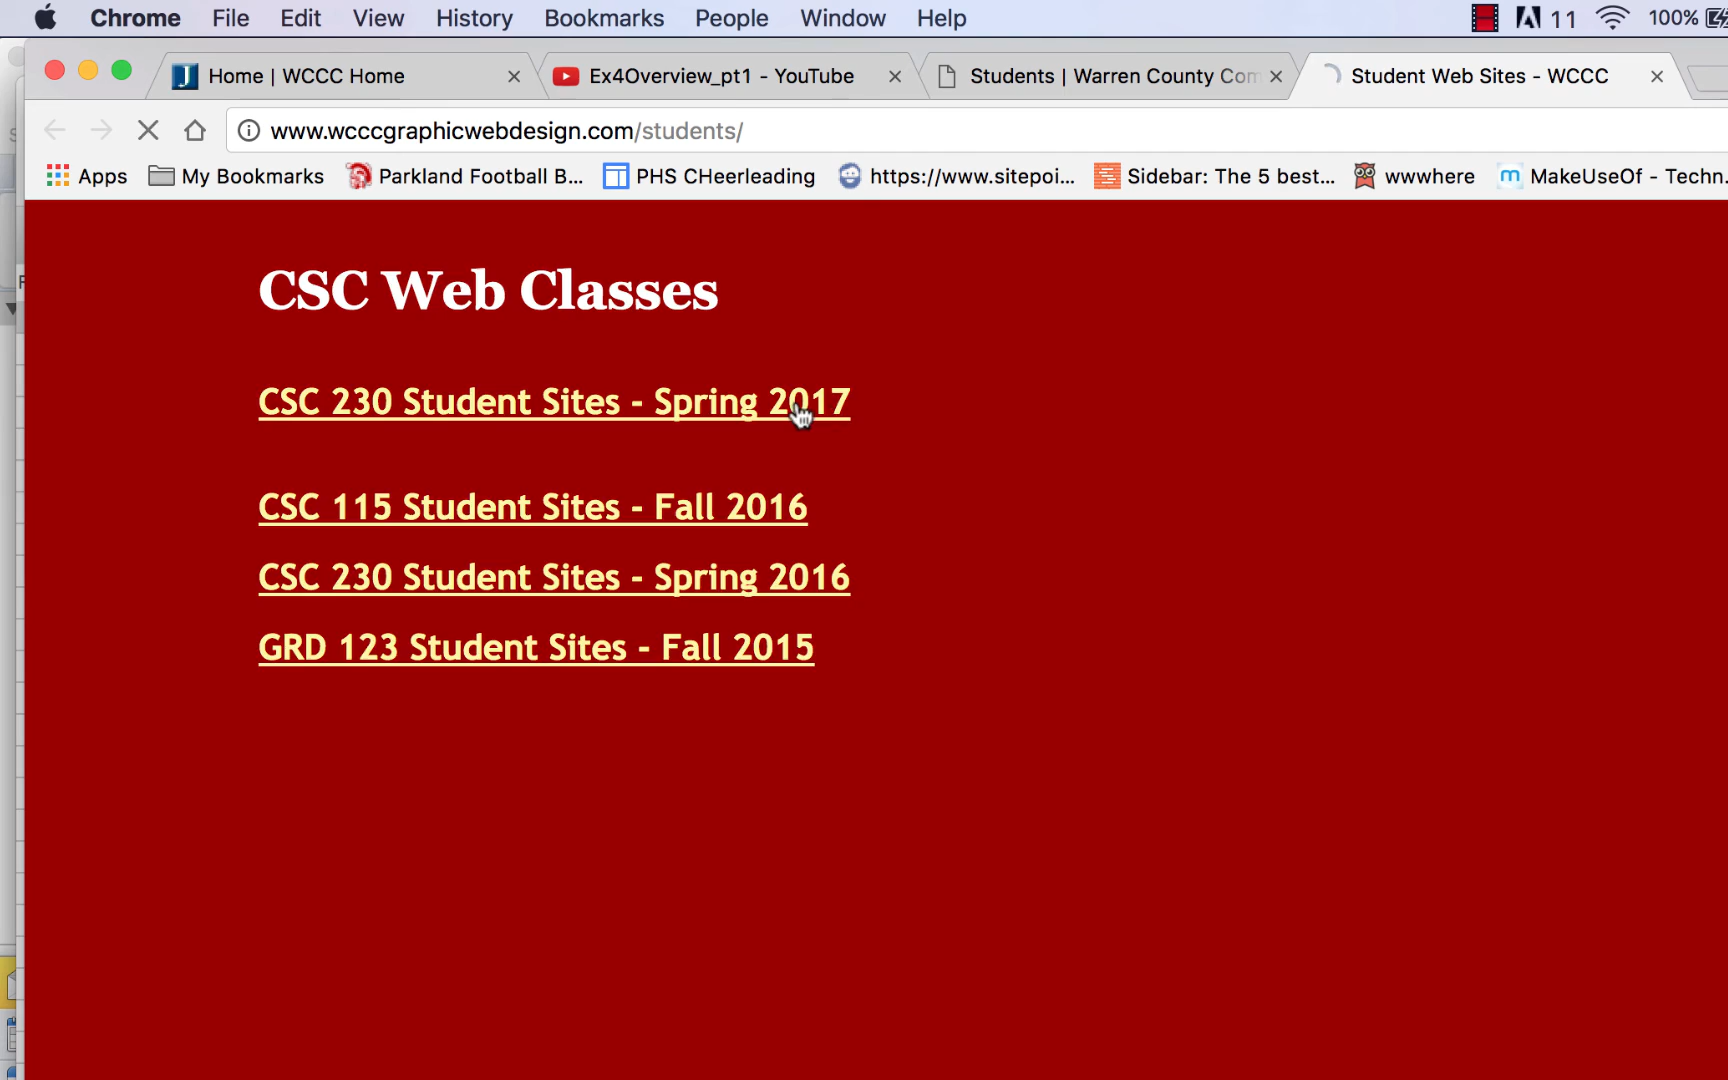 Chrome File Edit View History Bookmarks People Window Help 11 100%
Home | WCCC Home Ex4Overview_pt1 - YouTube Students | Warren County Com Student Web Sites - WCCC
www.wcccgraphicwebdesign.com/students/
Apps My Bookmarks Parkland Football B... PHS CHeerleading https://www.sitepoi... Sidebar: The 5 best... wwwhere MakeUseOf - Techn.
CSC Web Classes
CSC 230 Student Sites - Spring 2017
CSC 115 Student Sites - Fall 2016
CSC 230 Student Sites - Spring 2016
GRD 123 Student Sites - Fall 2015